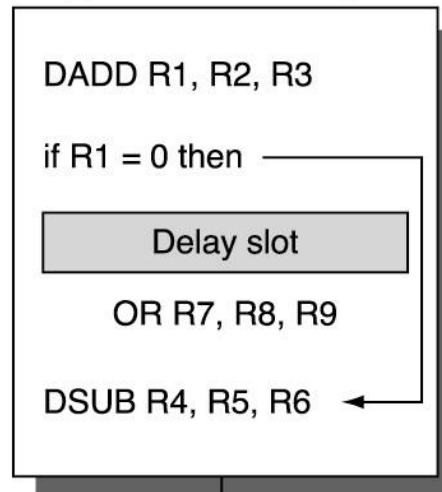 DADD R1, R2, R3
if R1 = 0 then
Delay slot
OR R7, R8, R9
DSUB R4, R5, R6